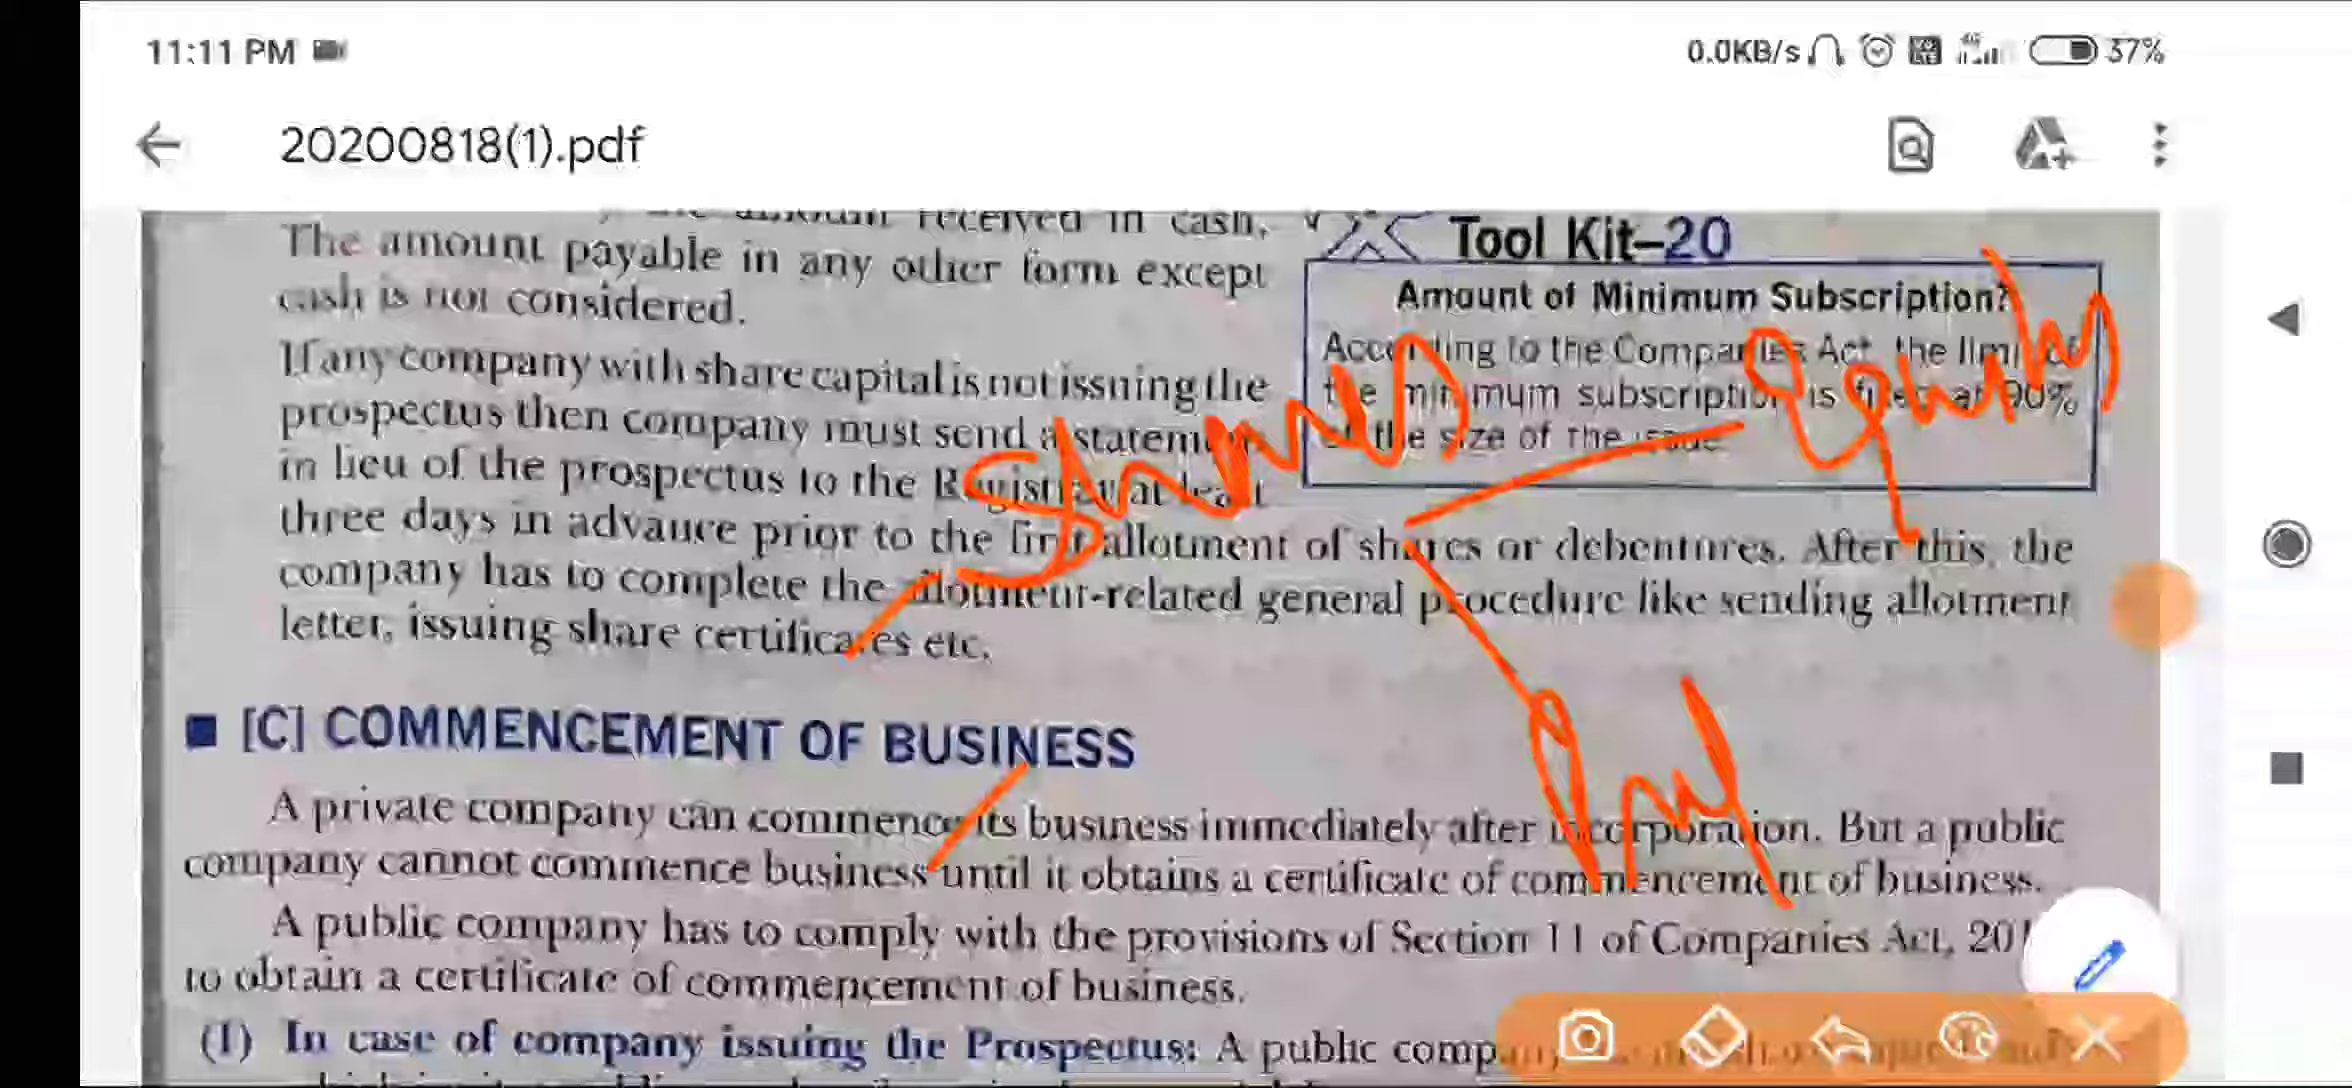 11:11 PM
0.0KB/s
37%
20200818(1).pdf
amount received in cash.
The amount payable in any other form except
cash is not considered.
If any company with share capital is not issuing the
prospectus then company must send a
in lieu of the prospectus to the Registrar at least
three days in advance prior to the first allotment of shares or debentures. After this, the
company has to complete the allotment-related general procedure like sending allotment
letter, issuing share certificates etc.
Tool Kit–20
Amount of Minimum Subscription?
According to the Companies Act, the limit of
the minimum subscription is fixed at 90%
of the size of the issue
Shares
Equity
Pref
■ [C] COMMENCEMENT OF BUSINESS
A private company can commence its business immediately after incorporation. But a public
company cannot commence business until it obtains a certificate of commencement of business.
A public company has to comply with the provisions of Section 11 of Companies Act, 201
to obtain a certificate of commencement of business.
(1) In case of company issuing the Prospectus: A public company